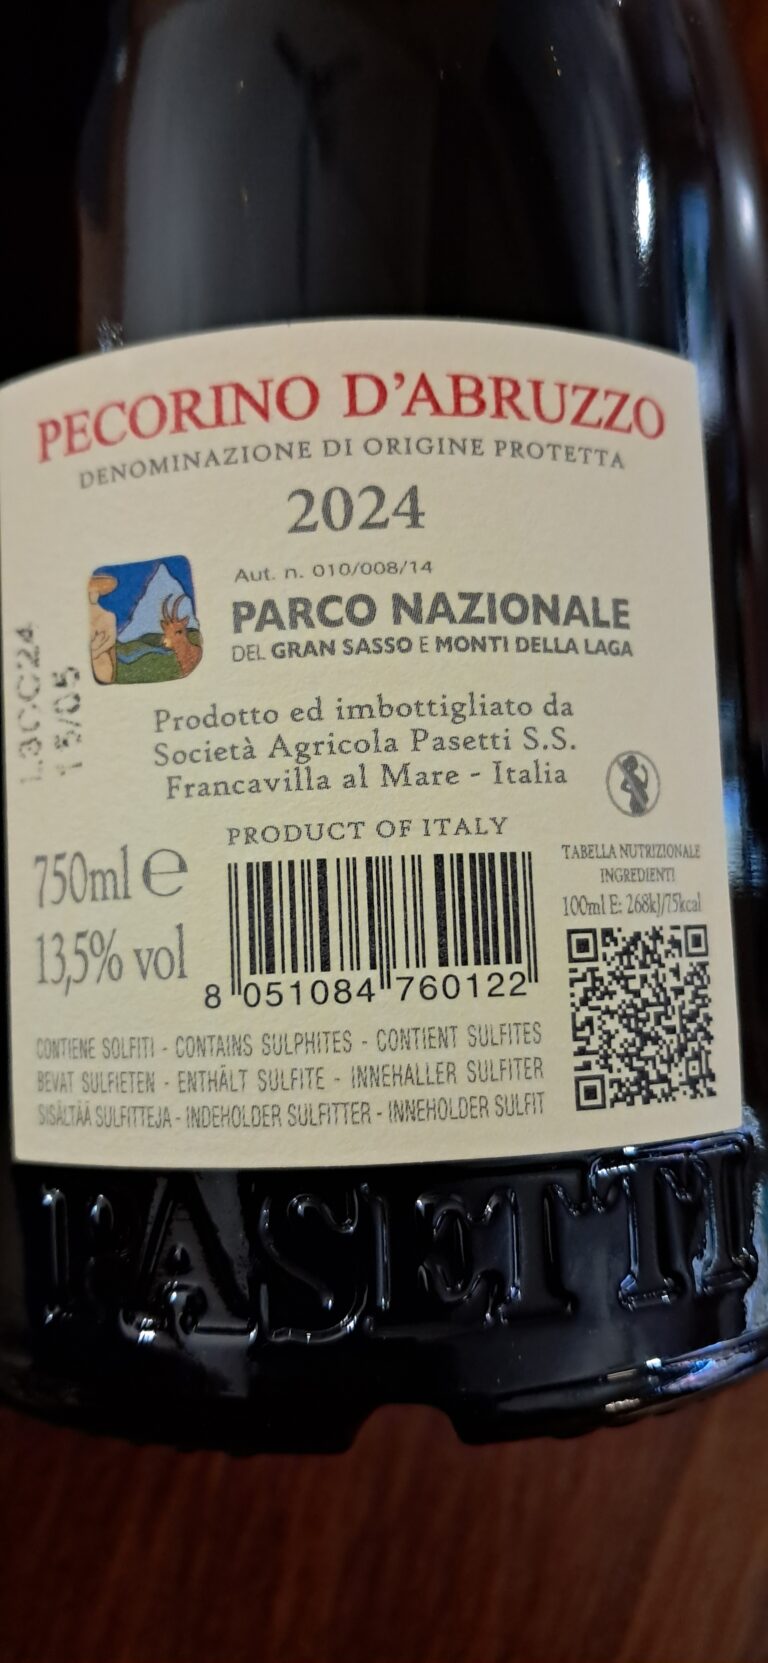 PECORINO D'ABRUZZO
DENOMINAZIONE DI ORIGINE PROTETTA
2024
Aut. n. 010/008/14
PARCO NAZIONALE
DEL GRAN SASSO E MONTI DELLA LAGA
15/05
Prodotto ed imbottigliato da
Società Agricola Pasetti S.S.
Francavilla al Mare - Italia
PRODUCT OF ITALY
750ml e
13,5% vol
8 051084 760122
TABELLA NUTRIZIONALE
INGREDIENTI
100ml E: 268kJ/75kcal
CONTIENE SOLFITI - CONTAINS SULPHITES - CONTIENT SULFITES
BEVAT SULFIETEN - ENTHÄLT SULFITE - INNEHALLER SULFITER
SISÄLTÄÄ SULFITTEJA - INDEHOLDER SULFITTER - INNEHOLDER SULFIT
PASETTI